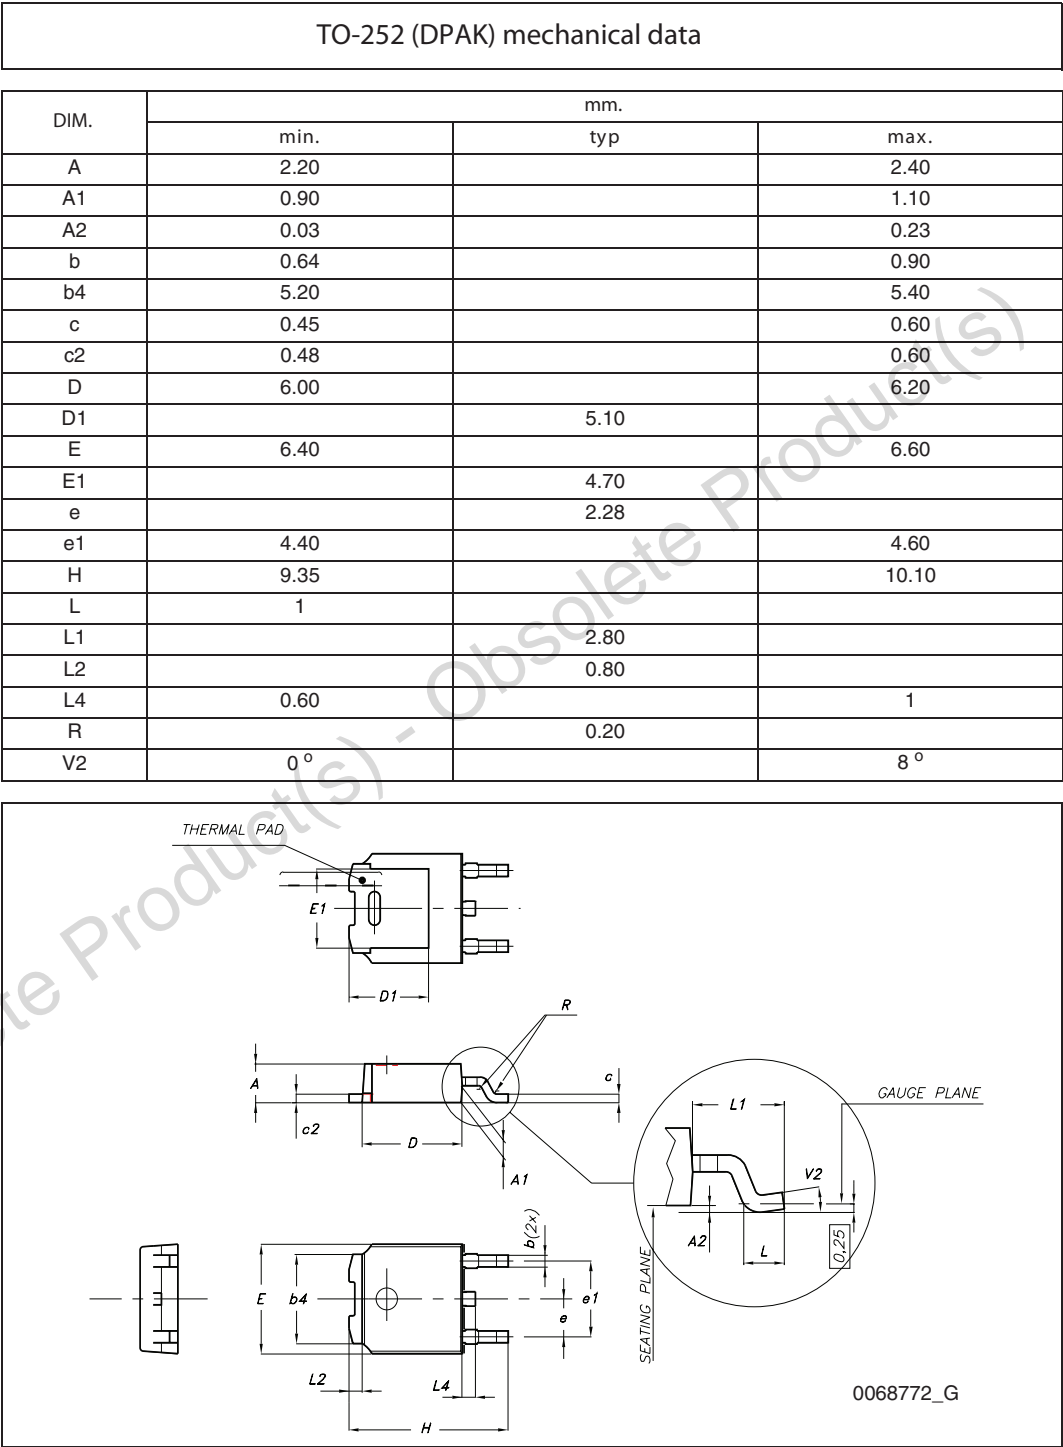 TO-252 (DPAK) mechanical data
DIM. mm.
min. typ max.
A 2.20 2.40
A1 0.90 1.10
A2 0.03 0.23
b 0.64 0.90
b4 5.20 5.40
c 0.45 0.60
c2 0.48 0.60
D 6.00 6.20
D1 5.10
E 6.40 6.60
E1 4.70
e 2.28
e1 4.40 4.60
H 9.35 10.10
L 1
L1 2.80
L2 0.80
L4 0.60 1
R 0.20
V2 0 o 8 o
ete Product(s) - Obsolete Product(s)
THERMAL PAD
E1
D1
R
A
c
c2
D
A1
L1
GAUGE PLANE
V2
A2
L
0,25
SEATING PLANE
b(2x)
E b4 e1
e
L2 L4
H
0068772_G